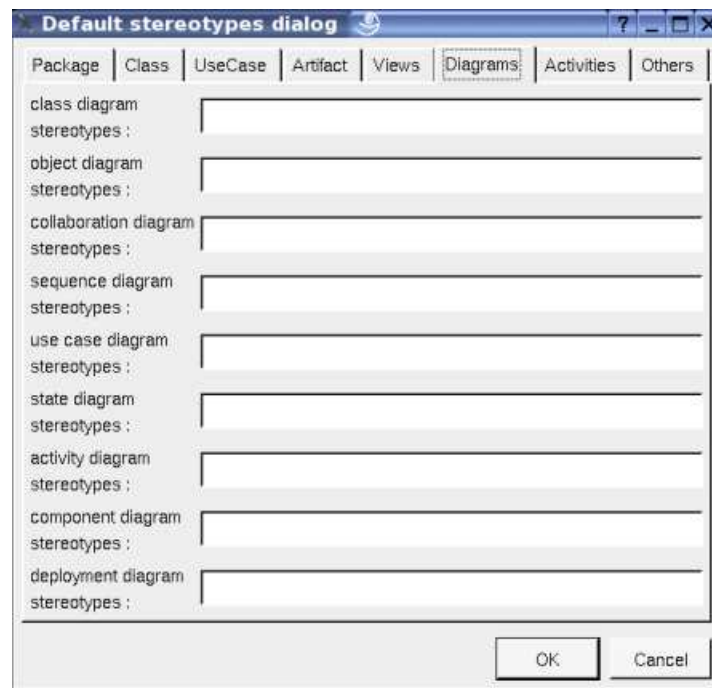 Default stereotypes dialog
Package Class UseCase Artifact Views Diagrams Activities Others
class diagram
stereotypes :
object diagram
stereotypes :
collaboration diagram
stereotypes :
sequence diagram
stereotypes :
use case diagram
stereotypes :
state diagram
stereotypes :
activity diagram
stereotypes :
component diagram
stereotypes :
deployment diagram
stereotypes :
OK Cancel